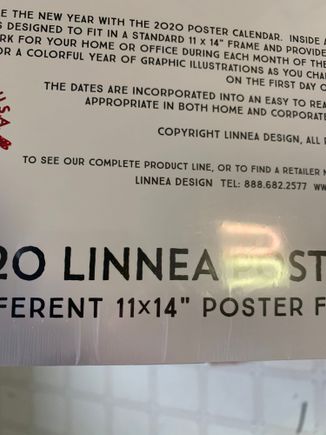 E THE NEW YEAR WITH THE 2020 POSTER CALENDAR. INSIDE A
S DESIGNED TO FIT IN A STANDARD 11 X 14" FRAME AND PROVIDE
RK FOR YOUR HOME OR OFFICE DURING EACH MONTH OF THE
OR A COLORFUL YEAR OF GRAPHIC ILLUSTRATIONS AS YOU CHA
ON THE FIRST DAY O
THE DATES ARE INCORPORATED INTO AN EASY TO REA
APPROPRIATE IN BOTH HOME AND CORPORATE
USA
COPYRIGHT LINNEA DESIGN, ALL
TO SEE OUR COMPLETE PRODUCT LINE, OR TO FIND A RETAILER N
LINNEA DESIGN TEL: 888.682.2577 WW
20 LINNEA POST
FERENT 11x14" POSTER F